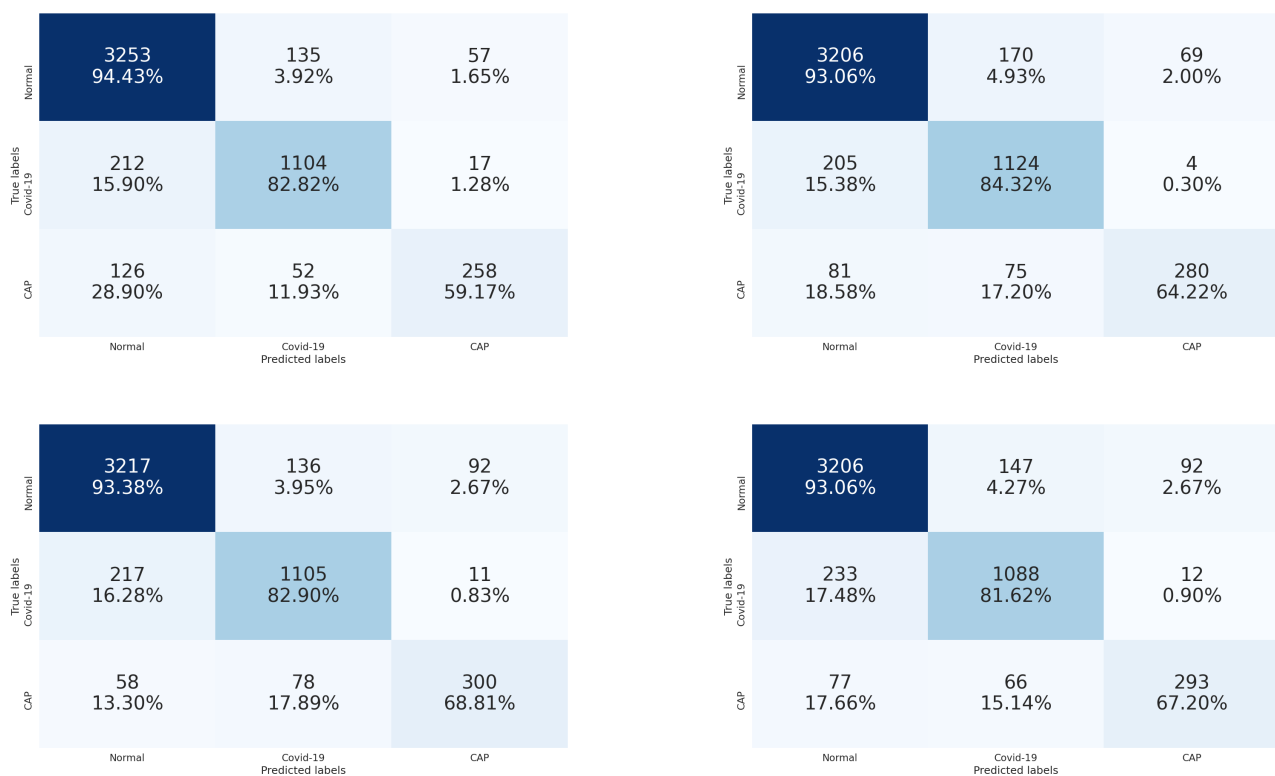 3253 135 57
94.43% 3.92% 1.65%
Normal
212 1104 17
15.90% 82.82% 1.28%
True labels
Covid-19
126 52 258
28.90% 11.93% 59.17%
CAP
Normal Covid-19 CAP
Predicted labels
3206 170 69
93.06% 4.93% 2.00%
Normal
205 1124 4
15.38% 84.32% 0.30%
True labels
Covid-19
81 75 280
18.58% 17.20% 64.22%
CAP
Normal Covid-19 CAP
Predicted labels
3217 136 92
93.38% 3.95% 2.67%
Normal
217 1105 11
16.28% 82.90% 0.83%
True labels
Covid-19
58 78 300
13.30% 17.89% 68.81%
CAP
Normal Covid-19 CAP
Predicted labels
3206 147 92
93.06% 4.27% 2.67%
Normal
233 1088 12
17.48% 81.62% 0.90%
True labels
Covid-19
77 66 293
17.66% 15.14% 67.20%
CAP
Normal Covid-19 CAP
Predicted labels